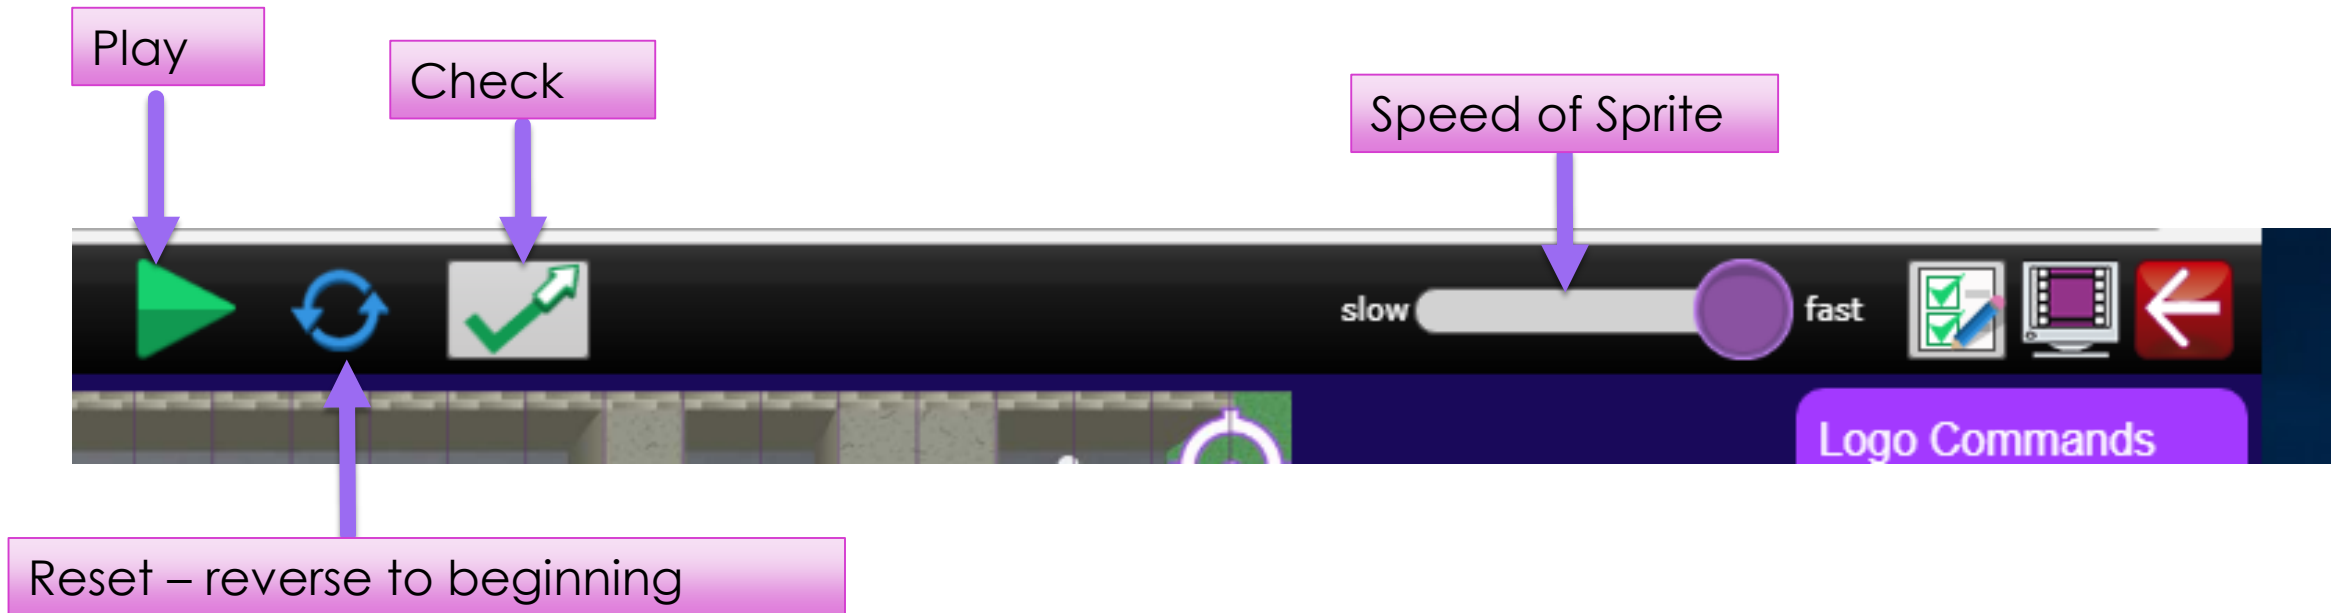 Play
Check
Speed of Sprite
slow
fast
Logo Commands
Reset – reverse to beginning